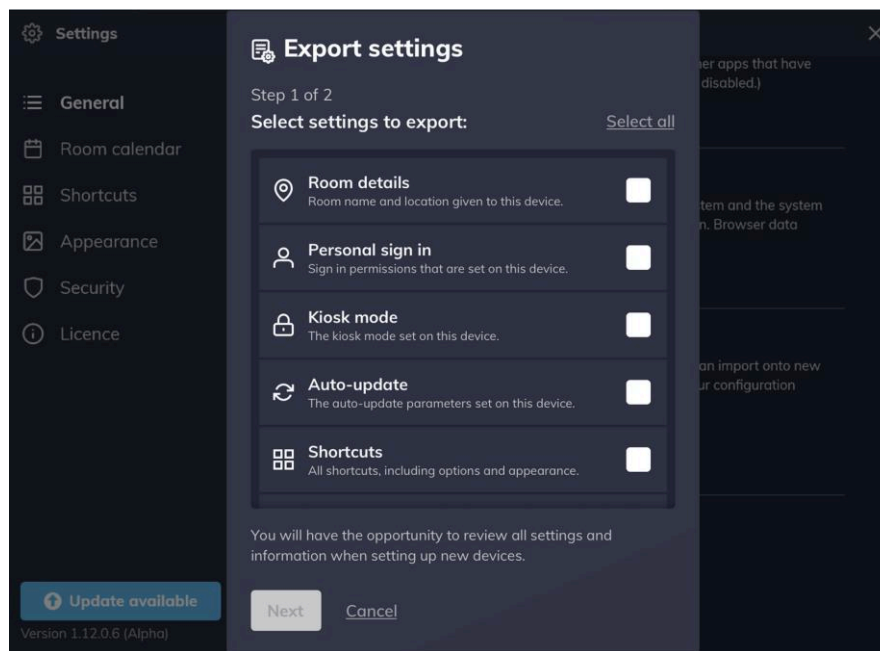 Settings
General
Room calendar
Shortcuts
Appearance
Security
Licence
Update available
Version 1.12.0.6 (Alpha)
Export settings
Step 1 of 2
Select settings to export:
Select all
Room details
Room name and location given to this device.
Personal sign in
Sign in permissions that are set on this device.
Kiosk mode
The kiosk mode set on this device.
Auto-update
The auto-update parameters set on this device.
Shortcuts
All shortcuts, including options and appearance.
You will have the opportunity to review all settings and
information when setting up new devices.
Next
Cancel
apps that have
disabled.)
and the system
Browser data
import onto new
configuration